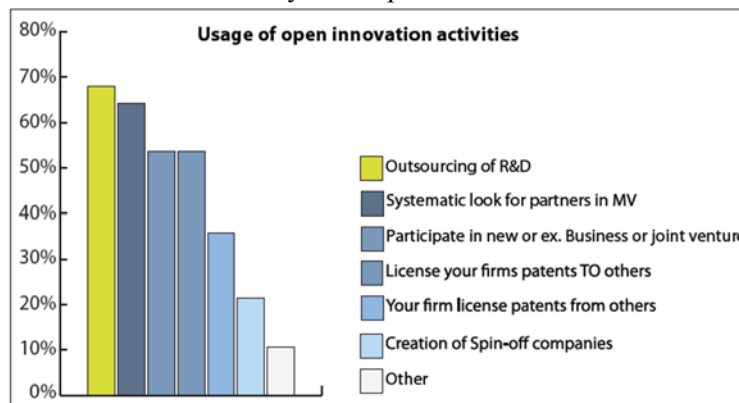 80%
Usage of open innovation activities
70%
60%
50%
Outsourcing of R&D
Systematic look for partners in MV
40%
Participate in new or ex. Business or joint venture
30%
License your firms patents TO others
20%
Your firm license patents from others
Creation of Spin-off companies
10%
Other
0%